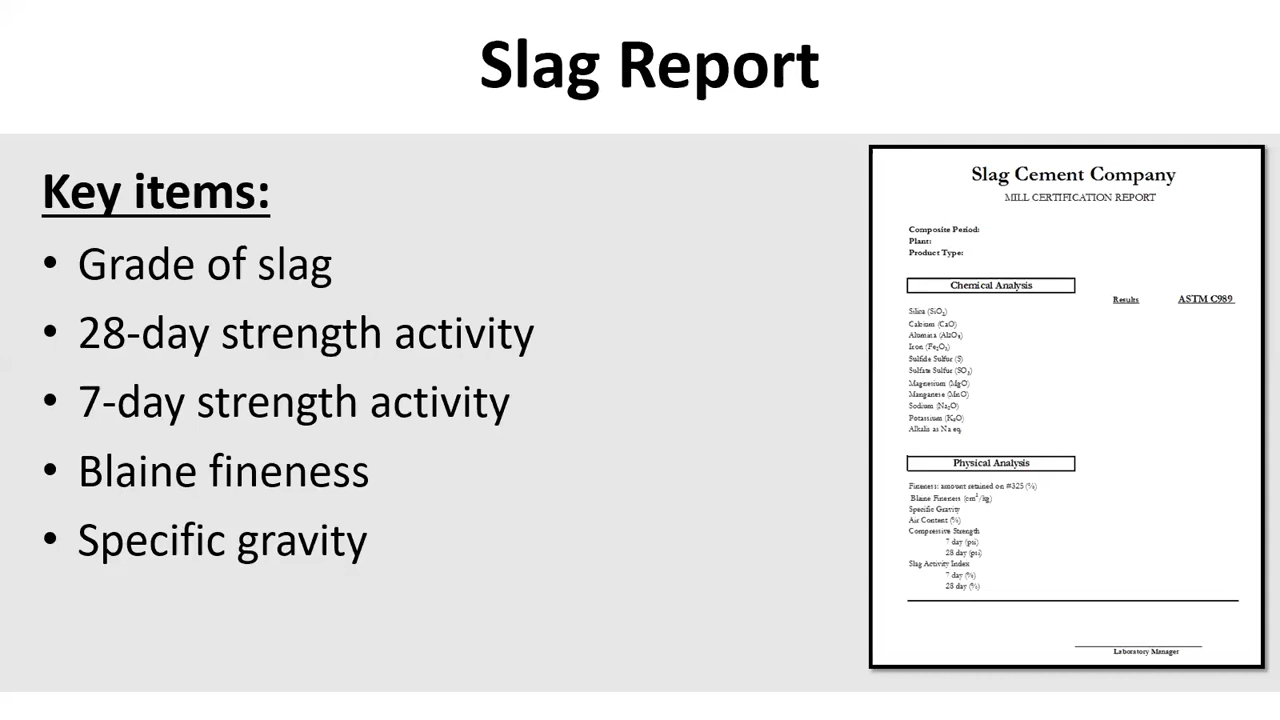 Slag Report
Key items:
• Grade of slag
• 28-day strength activity
• 7-day strength activity
• Blaine fineness
• Specific gravity
Slag Cement Company
MILL CERTIFICATION REPORT
Composite Period:
Plant:
Product Type:
Chemical Analysis
Results ASTM C989
Silica (SiO₂)
Calcium (CaO)
Alumina (Al₂O₃)
Iron (Fe₂O₃)
Sulfide Sulfur (S)
Sulfate Sulfur (SO₃)
Magnesium (MgO)
Manganese (MnO)
Sodium (Na₂O)
Potassium (K₂O)
Alkalis as Na eq.
Physical Analysis
Fineness: amount retained on #325 (%)
Blaine Fineness (cm²/kg)
Specific Gravity
Air Content (%)
Compressive Strength
7 day (psi)
28 day (psi)
Slag Activity Index
7 day (%)
28 day (%)
Laboratory Manager